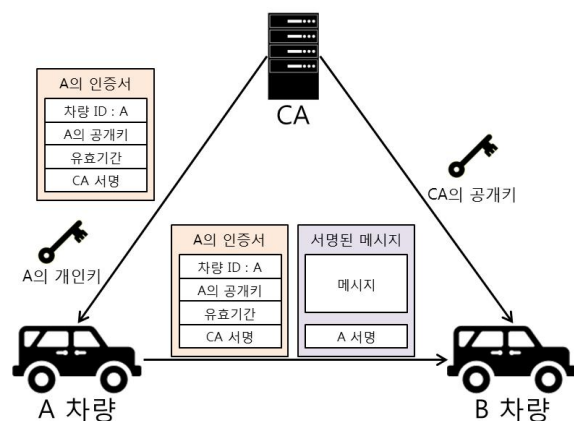 CA
A의 인증서
차량 ID : A
A의 공개키
유효기간
CA 서명
CA의 공개키
A의 개인키
A의 인증서
차량 ID : A
A의 공개키
유효기간
CA 서명
서명된 메시지
메시지
A 서명
A 차량
B 차량